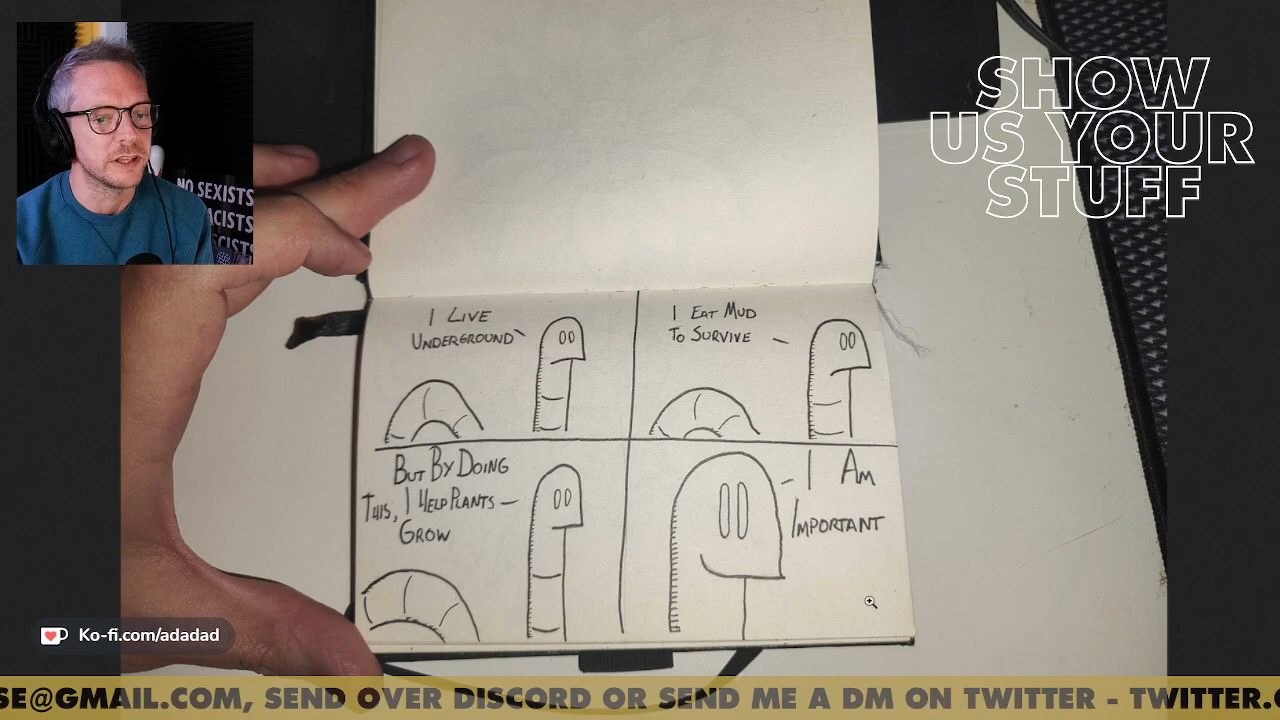 SHOW
US YOUR
STUFF
NO SEXISTS
I LIVE
UNDERGROUND
I EAT MUD
TO SURVIVE
BUT BY DOING
THIS, I HELP PLANTS
GROW
I AM
IMPORTANT
Ko-fi.com/adadad
SE@GMAIL.COM, SEND OVER DISCORD OR SEND ME A DM ON TWITTER - TWITTER.C